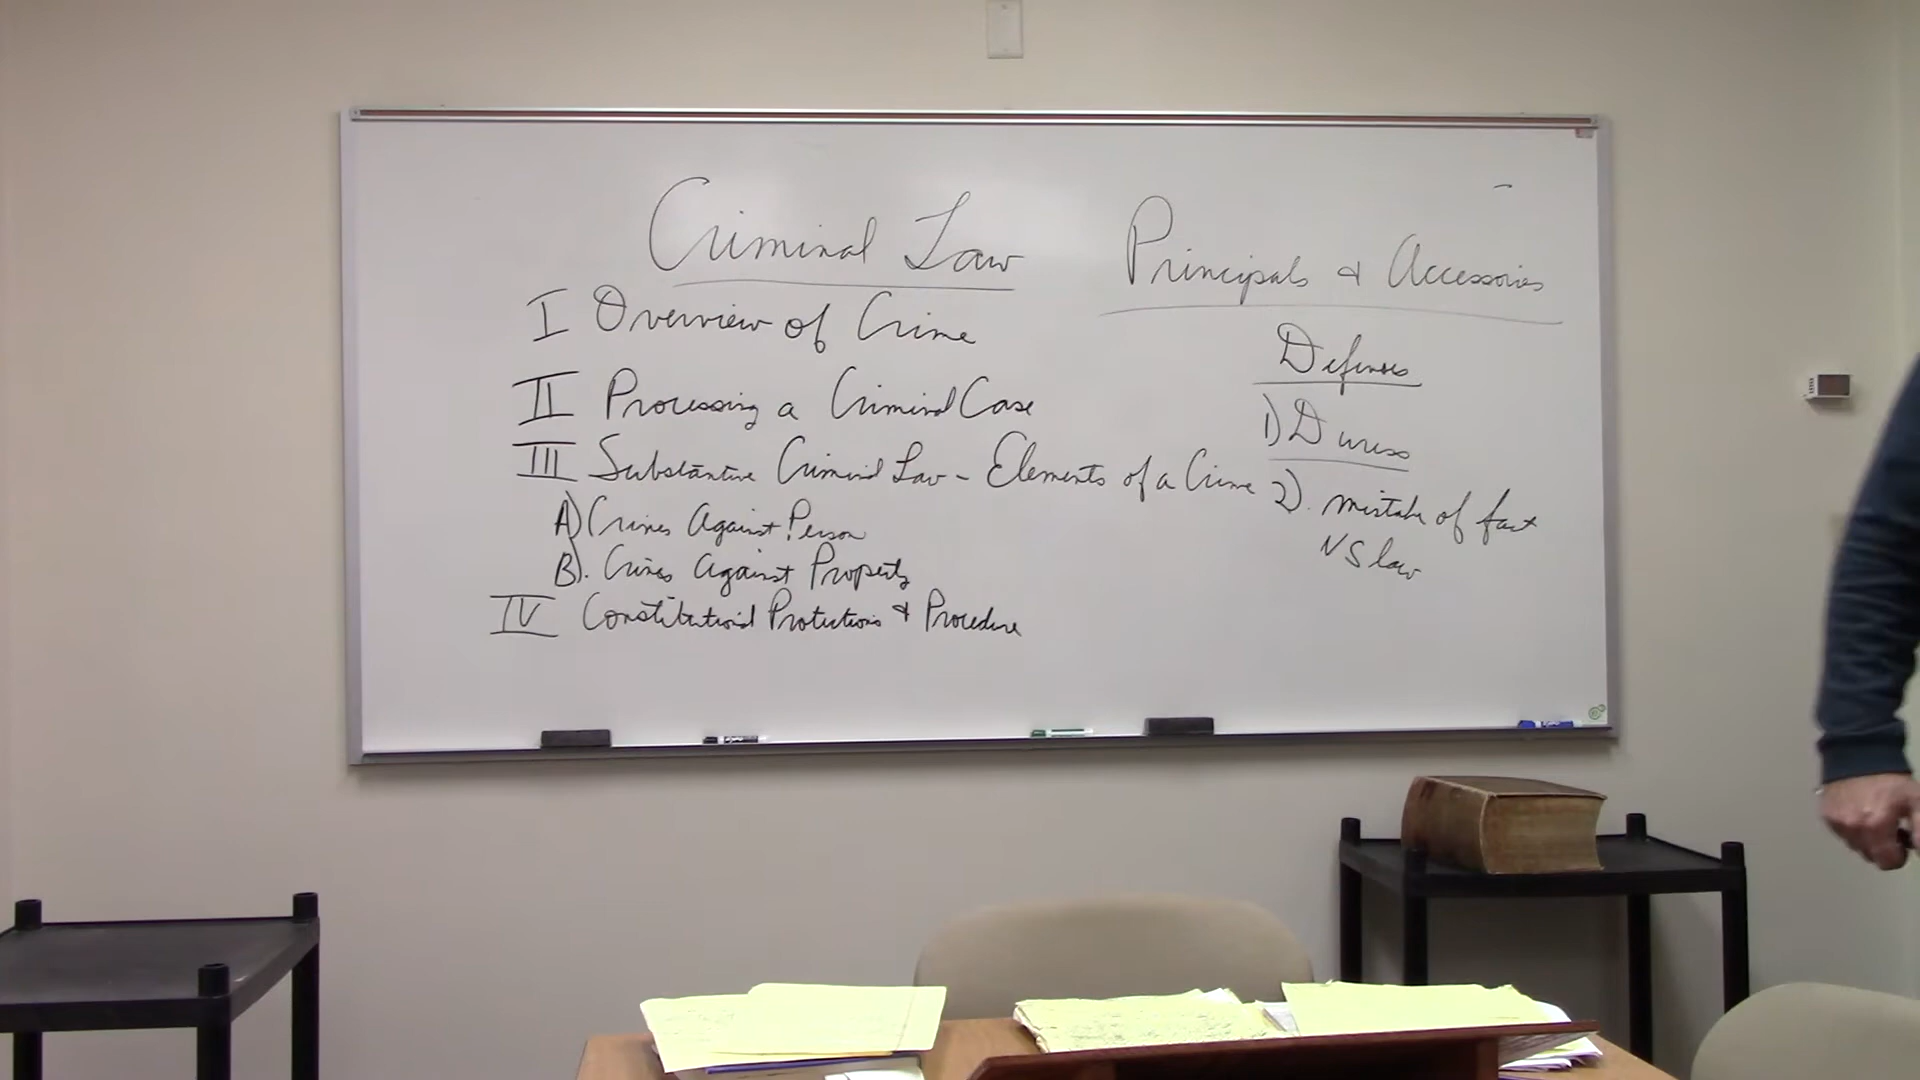 Criminal Law
I Overview of Crime
II Processing a Criminal Case
III Substantive Criminal Law - Elements of a Crime
A) Crimes Against Person
B). Crimes Against Property
IV Constitutional Protections & Procedure
Principals & Accessories
Defenses
1) Duress
2). mistake of fact
VS law